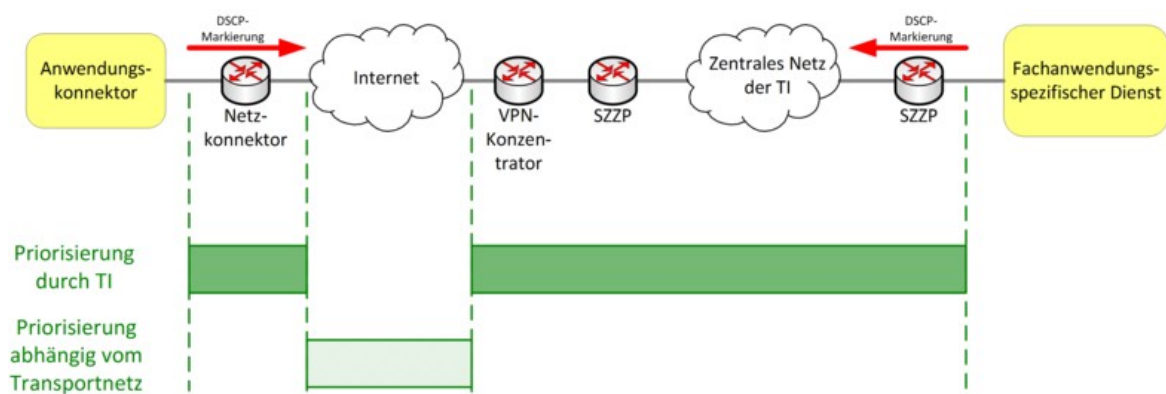 DSCP-
Markierung
DSCP-
Markierung
Anwendungs-
konnektor
Internet
Zentrales Netz
der TI
Fachanwendungs-
spezifischer Dienst
Netz-
konnektor
VPN-
Konzen-
trator
SZZP
SZZP
Priorisierung
durch TI
Priorisierung
abhängig vom
Transportnetz